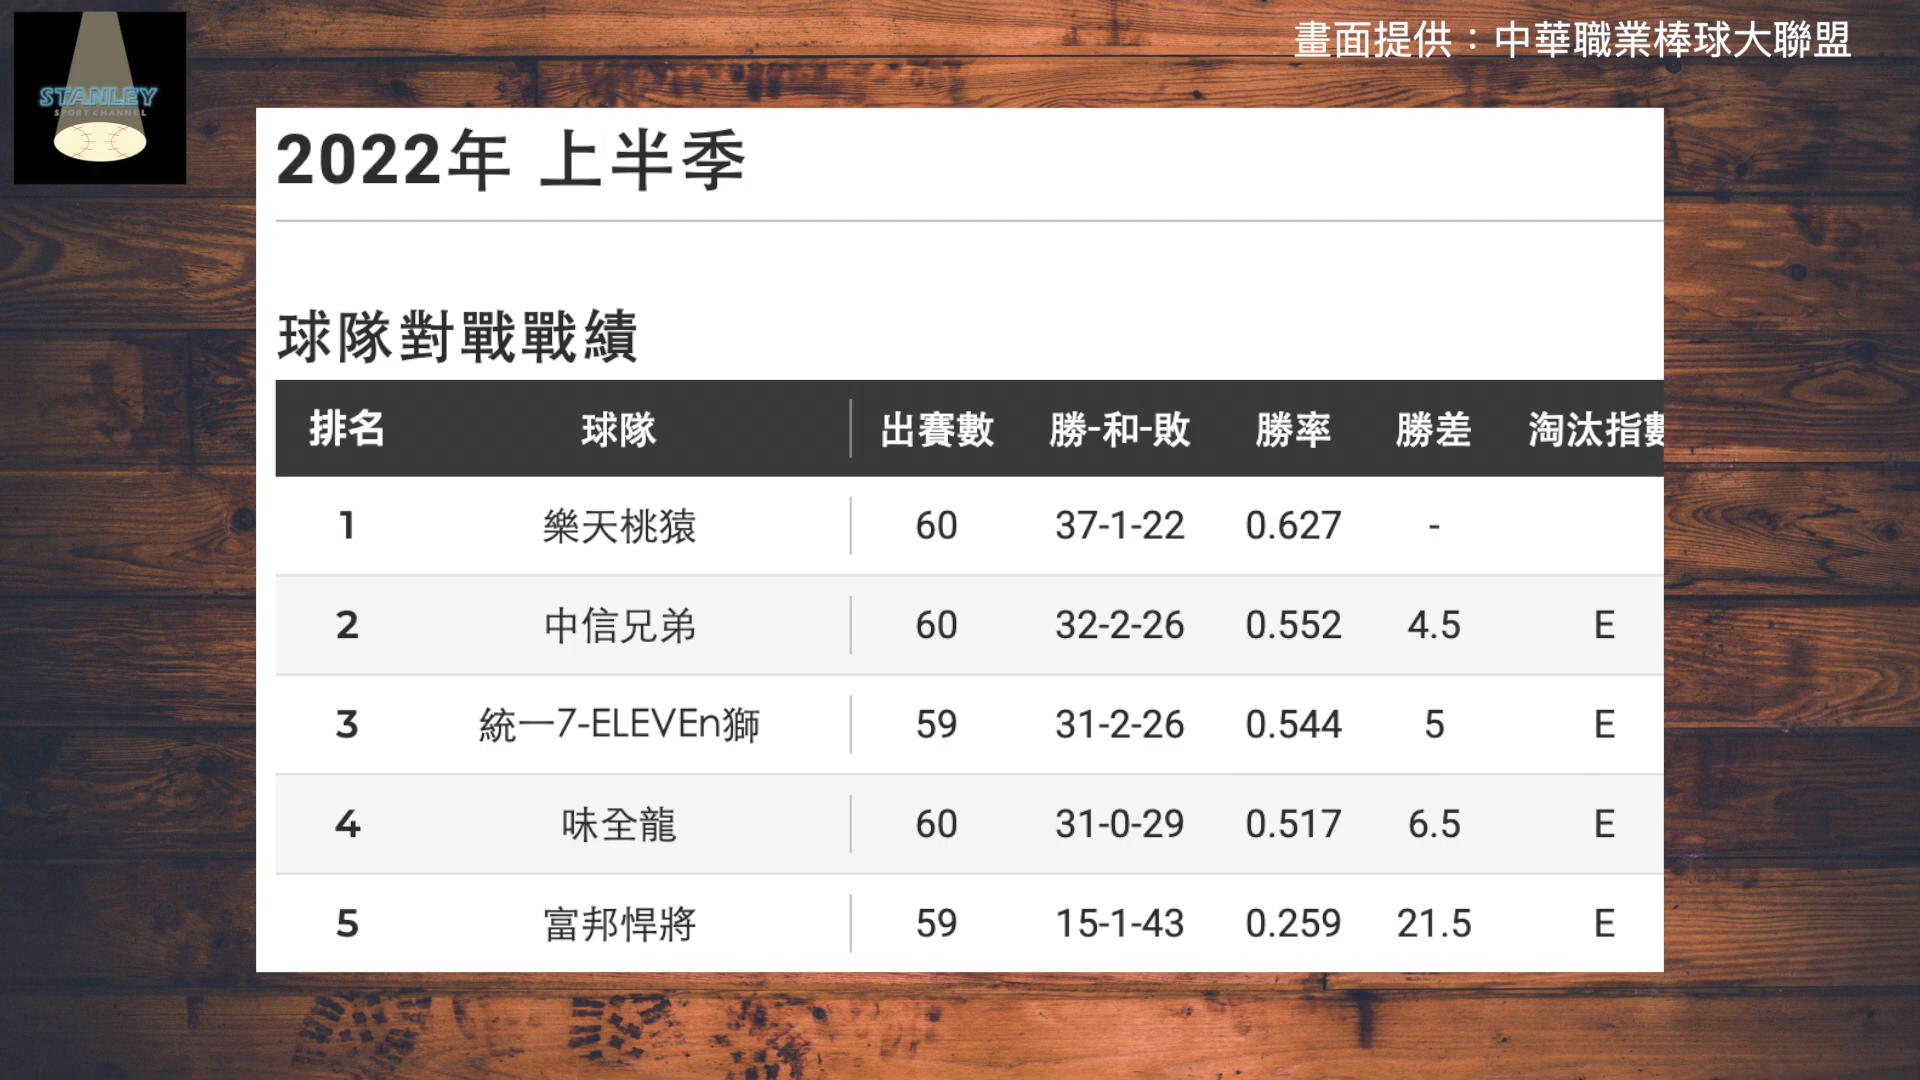 STANLEY
SPORT CHANNEL
畫面提供：中華職業棒球大聯盟
2022年 上半季
球隊對戰戰績
排名 球隊 出賽數 勝-和-敗 勝率 勝差 淘汰指數
1 樂天桃猿 60 37-1-22 0.627 -
2 中信兄弟 60 32-2-26 0.552 4.5 E
3 統一7-ELEVEn獅 59 31-2-26 0.544 5 E
4 味全龍 60 31-0-29 0.517 6.5 E
5 富邦悍將 59 15-1-43 0.259 21.5 E